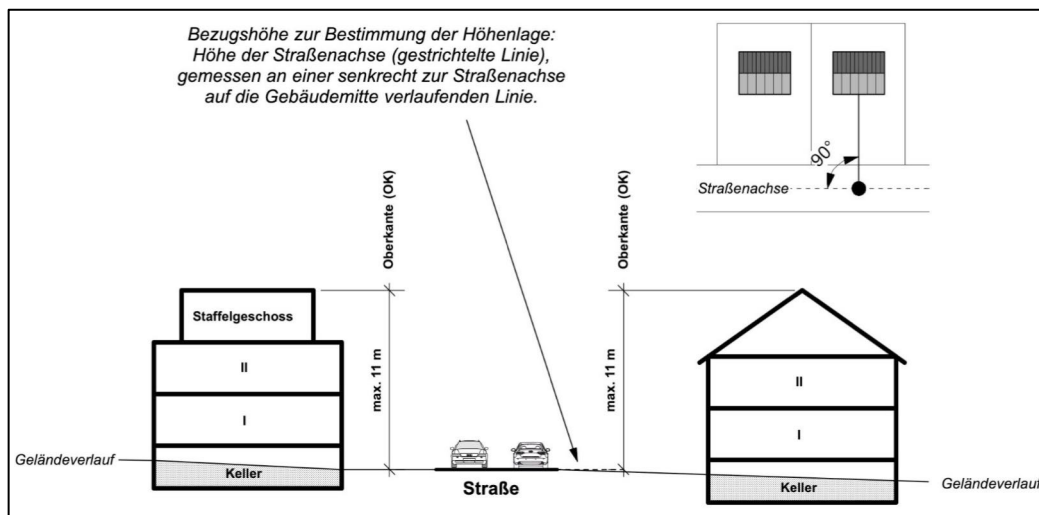 Bezugshöhe zur Bestimmung der Höhenlage:
Höhe der Straßenachse (gestrichtelte Linie),
gemessen an einer senkrecht zur Straßenachse
auf die Gebäudemitte verlaufenden Linie.
90°
Straßenachse
Oberkante (OK)
Oberkante (OK)
Staffelgeschoss
II
I
Keller
max. 11 m
max. 11 m
II
I
Keller
Geländeverlauf
Straße
Geländeverlauf